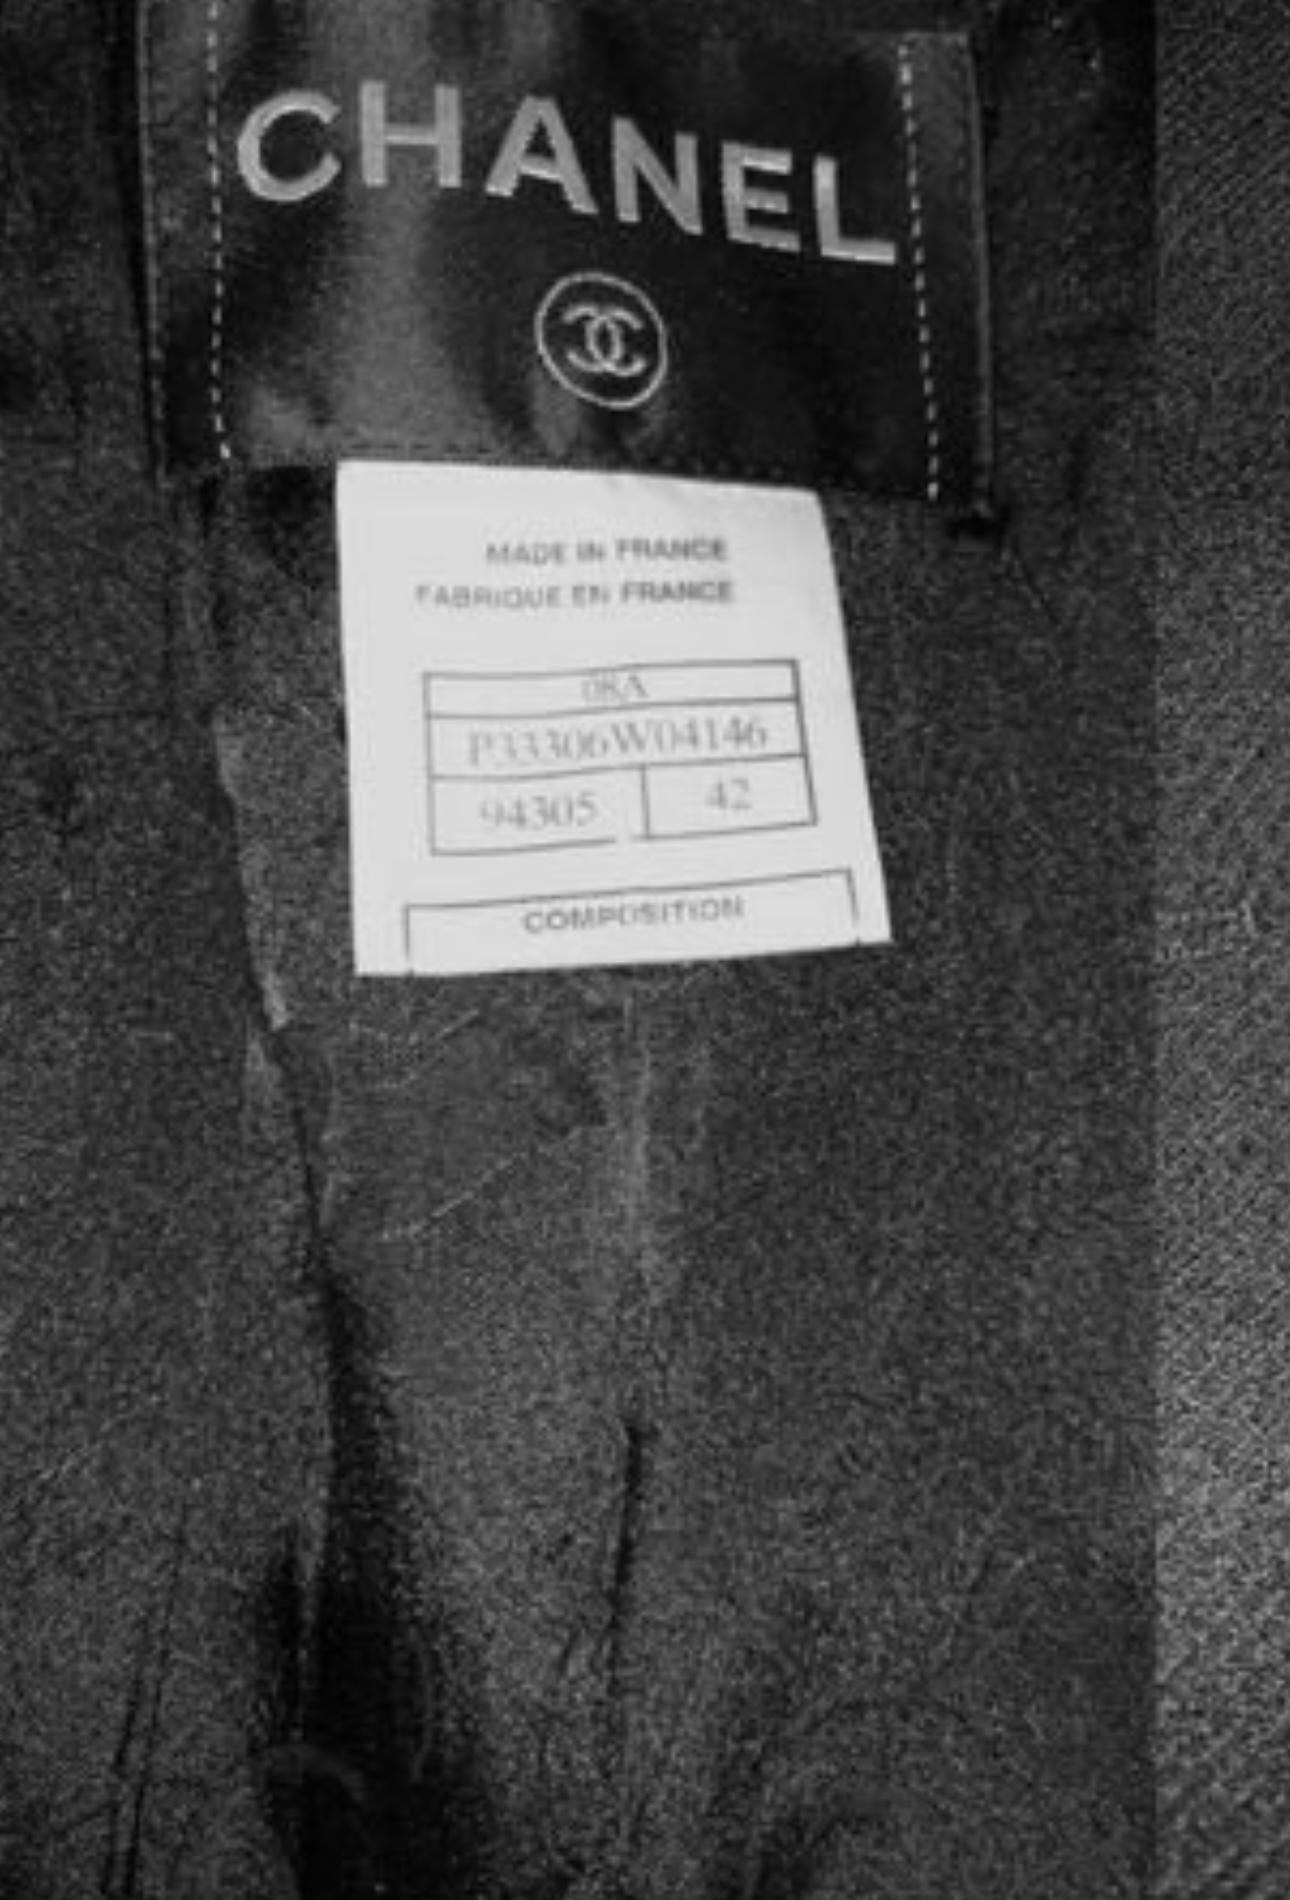 CHANEL
MADE IN FRANCE
FABRIQUE EN FRANCE
08A
P33306W04146
94305 42
COMPOSITION